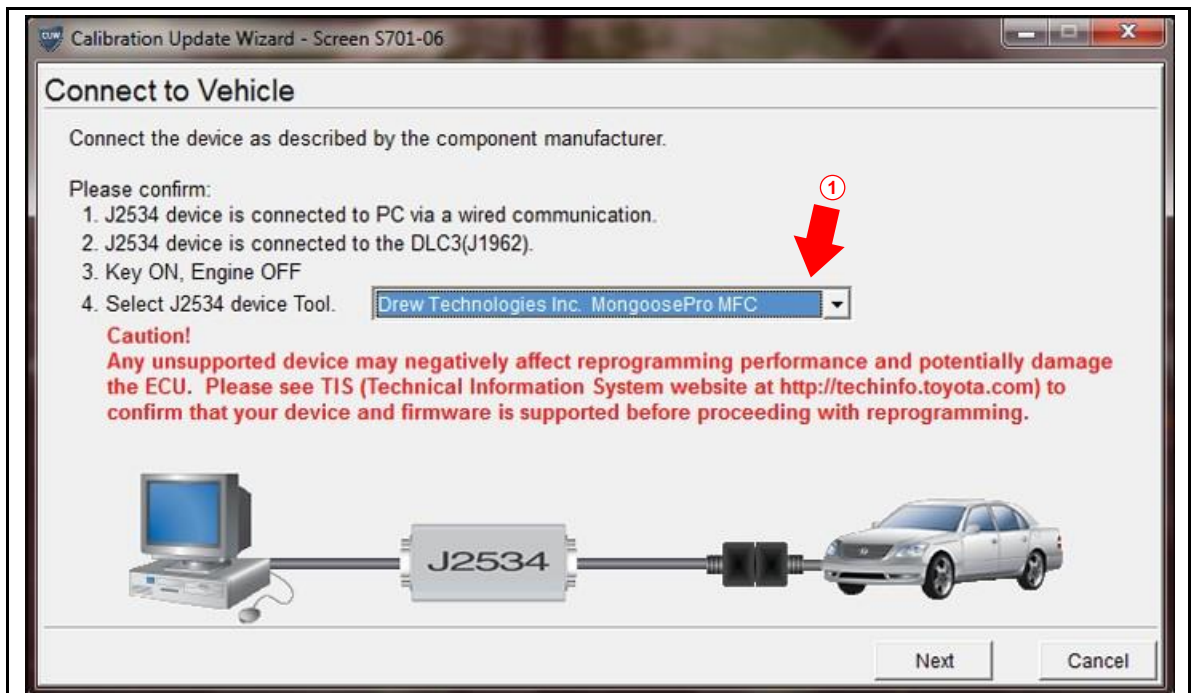 CUW Calibration Update Wizard - Screen S701-06
Connect to Vehicle
Connect the device as described by the component manufacturer.
Please confirm:
1
1. J2534 device is connected to PC via a wired communication.
2. J2534 device is connected to the DLC3(J1962).
3. Key ON, Engine OFF
4. Select J2534 device Tool. Drew Technologies Inc. MongoosePro MFC
Caution!
Any unsupported device may negatively affect reprogramming performance and potentially damage
the ECU. Please see TIS (Technical Information System website at http://techinfo.toyota.com) to
confirm that your device and firmware is supported before proceeding with reprogramming.
J2534
Next Cancel